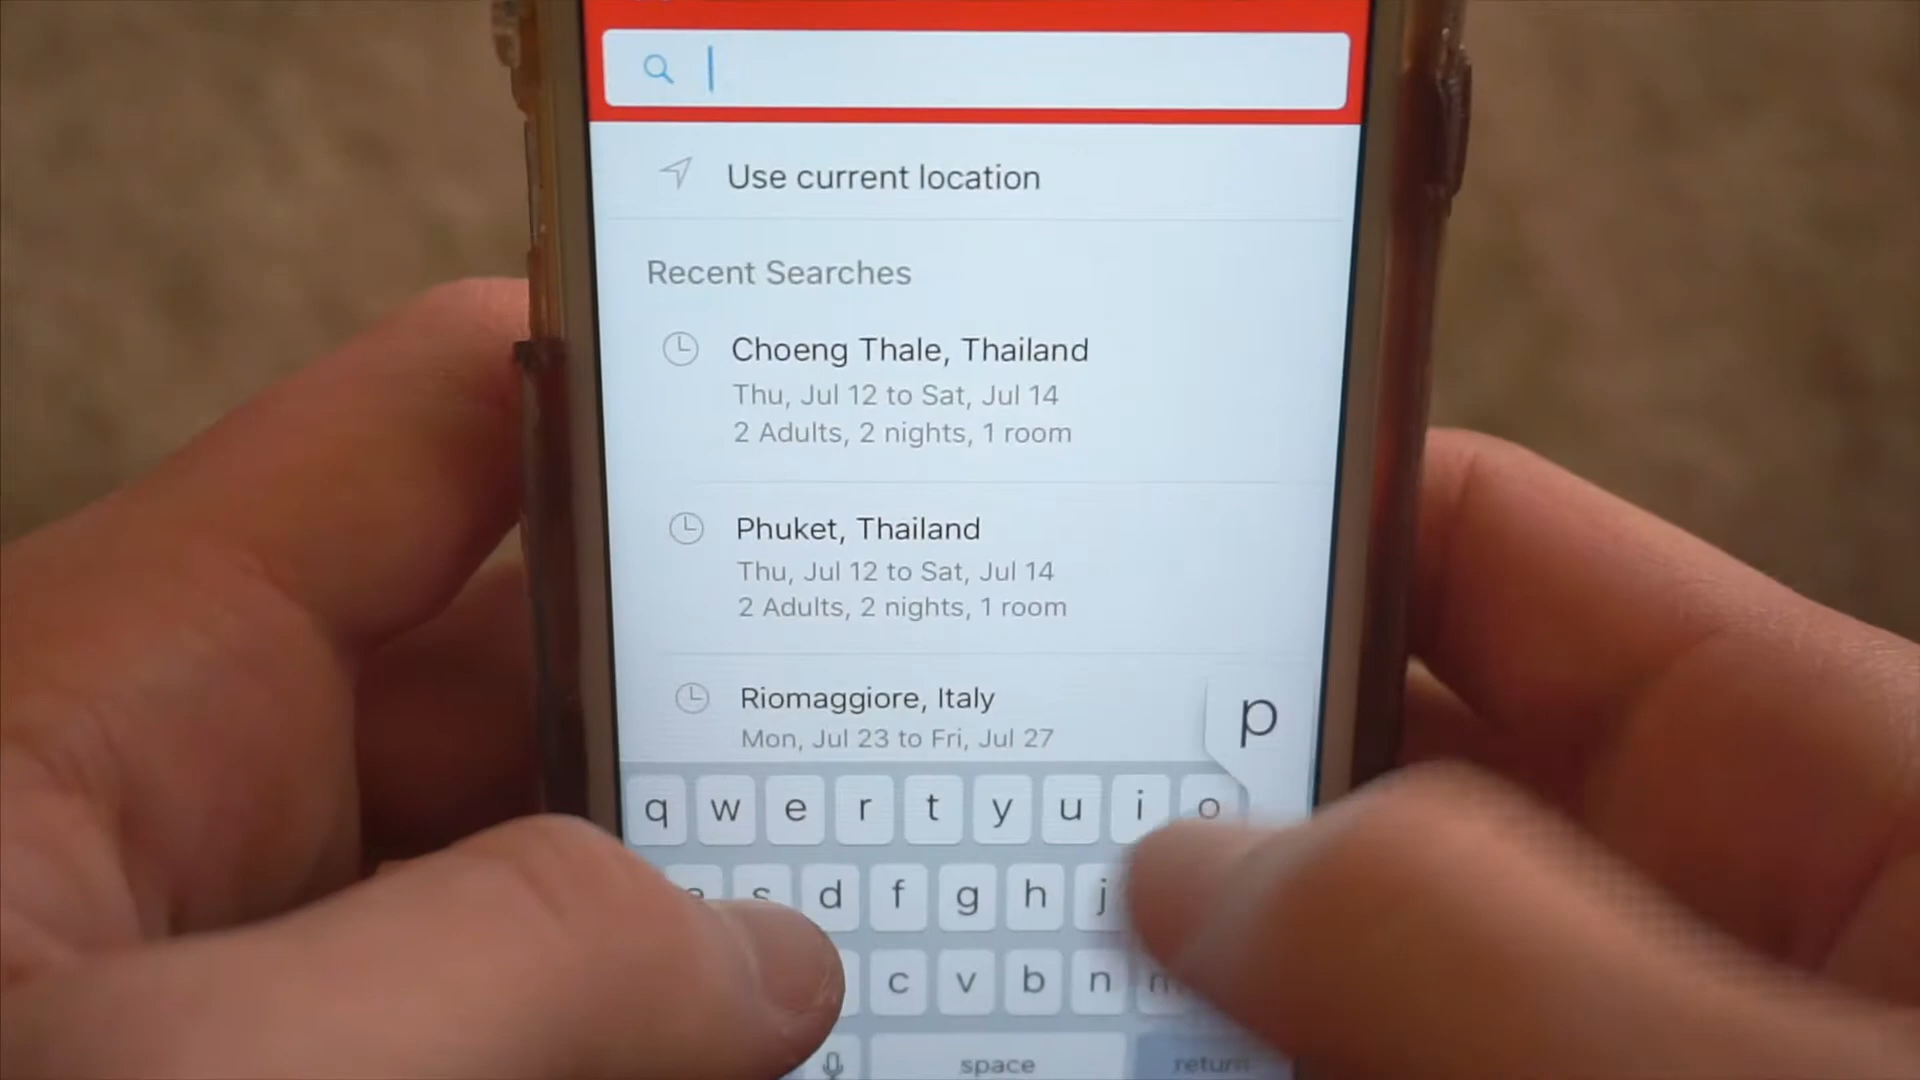 Use current location
Recent Searches
Choeng Thale, Thailand
Thu, Jul 12 to Sat, Jul 14
2 Adults, 2 nights, 1 room
Phuket, Thailand
Thu, Jul 12 to Sat, Jul 14
2 Adults, 2 nights, 1 room
Riomaggiore, Italy
Mon, Jul 23 to Fri, Jul 27
p
q w e r t y u i o
s d f g h j
c v b n m
space return